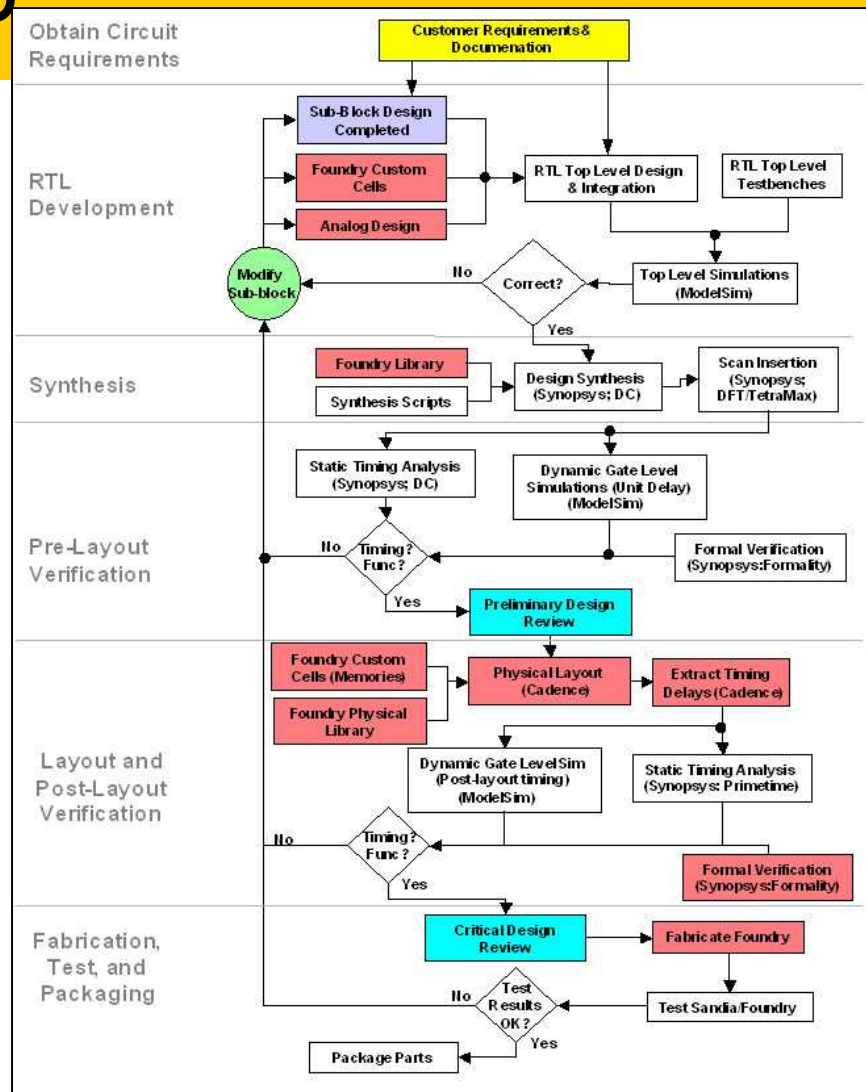 Obtain Circuit
Requirements
Customer Requirements &
Documenation
RTL
Development
Sub-Block Design
Completed
Foundry Custom
Cells
Analog Design
RTL Top Level Design
& Integration
RTL Top Level
Testbenches
Modify
Sub-block
No
Correct?
Top Level Simulations
(ModelSim)
Yes
Synthesis
Foundry Library
Synthesis Scripts
Design Synthesis
(Synopsys; DC)
Scan Insertion
(Synopsys;
DFT/TetraMax)
Pre-Layout
Verification
Static Timing Analysis
(Synopsys; DC)
Dynamic Gate Level
Simulations (Unit Delay)
(ModelSim)
No
Timing?
Func?
Formal Verification
(Synopsys:Formality)
Yes
Preliminary Design
Review
Layout and
Post-Layout
Verification
Foundry Custom
Cells (Memories)
Foundry Physical
Library
Physical Layout
(Cadence)
Extract Timing
Delays (Cadence)
Dynamic Gate Level Sim
(Post-layout timing)
(ModelSim)
Static Timing Analysis
(Synopsys: Primetime)
No
Timing?
Func?
Formal Verification
(Synopsys:Formality)
Yes
Fabrication,
Test, and
Packaging
Critical Design
Review
Fabricate Foundry
No
Test
Results
OK?
Test Sandia/Foundry
Yes
Package Parts